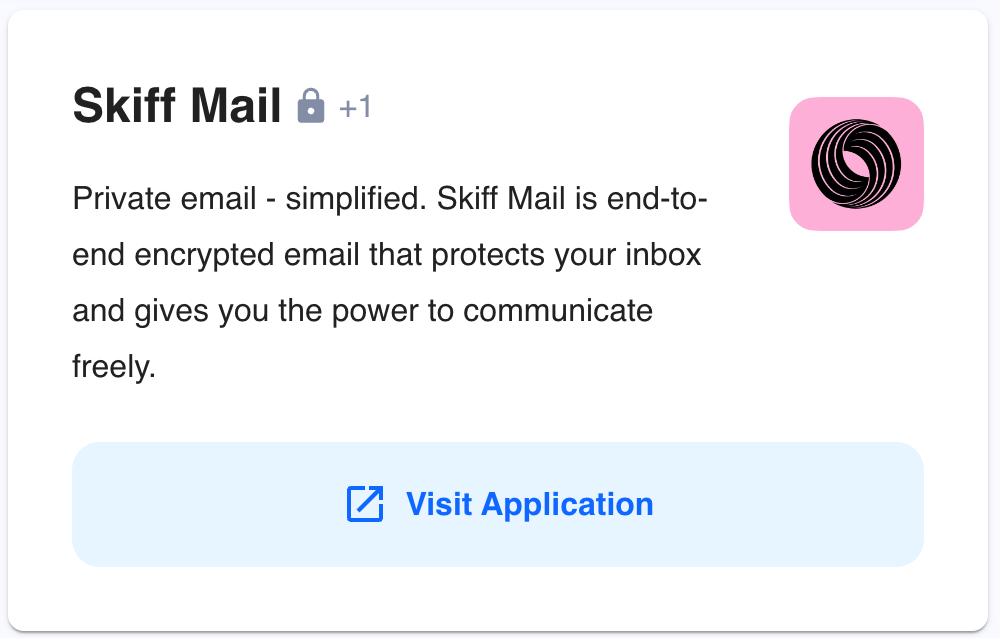 Skiff Mail +1
Private email - simplified. Skiff Mail is end-to-
end encrypted email that protects your inbox
and gives you the power to communicate
freely.
Visit Application